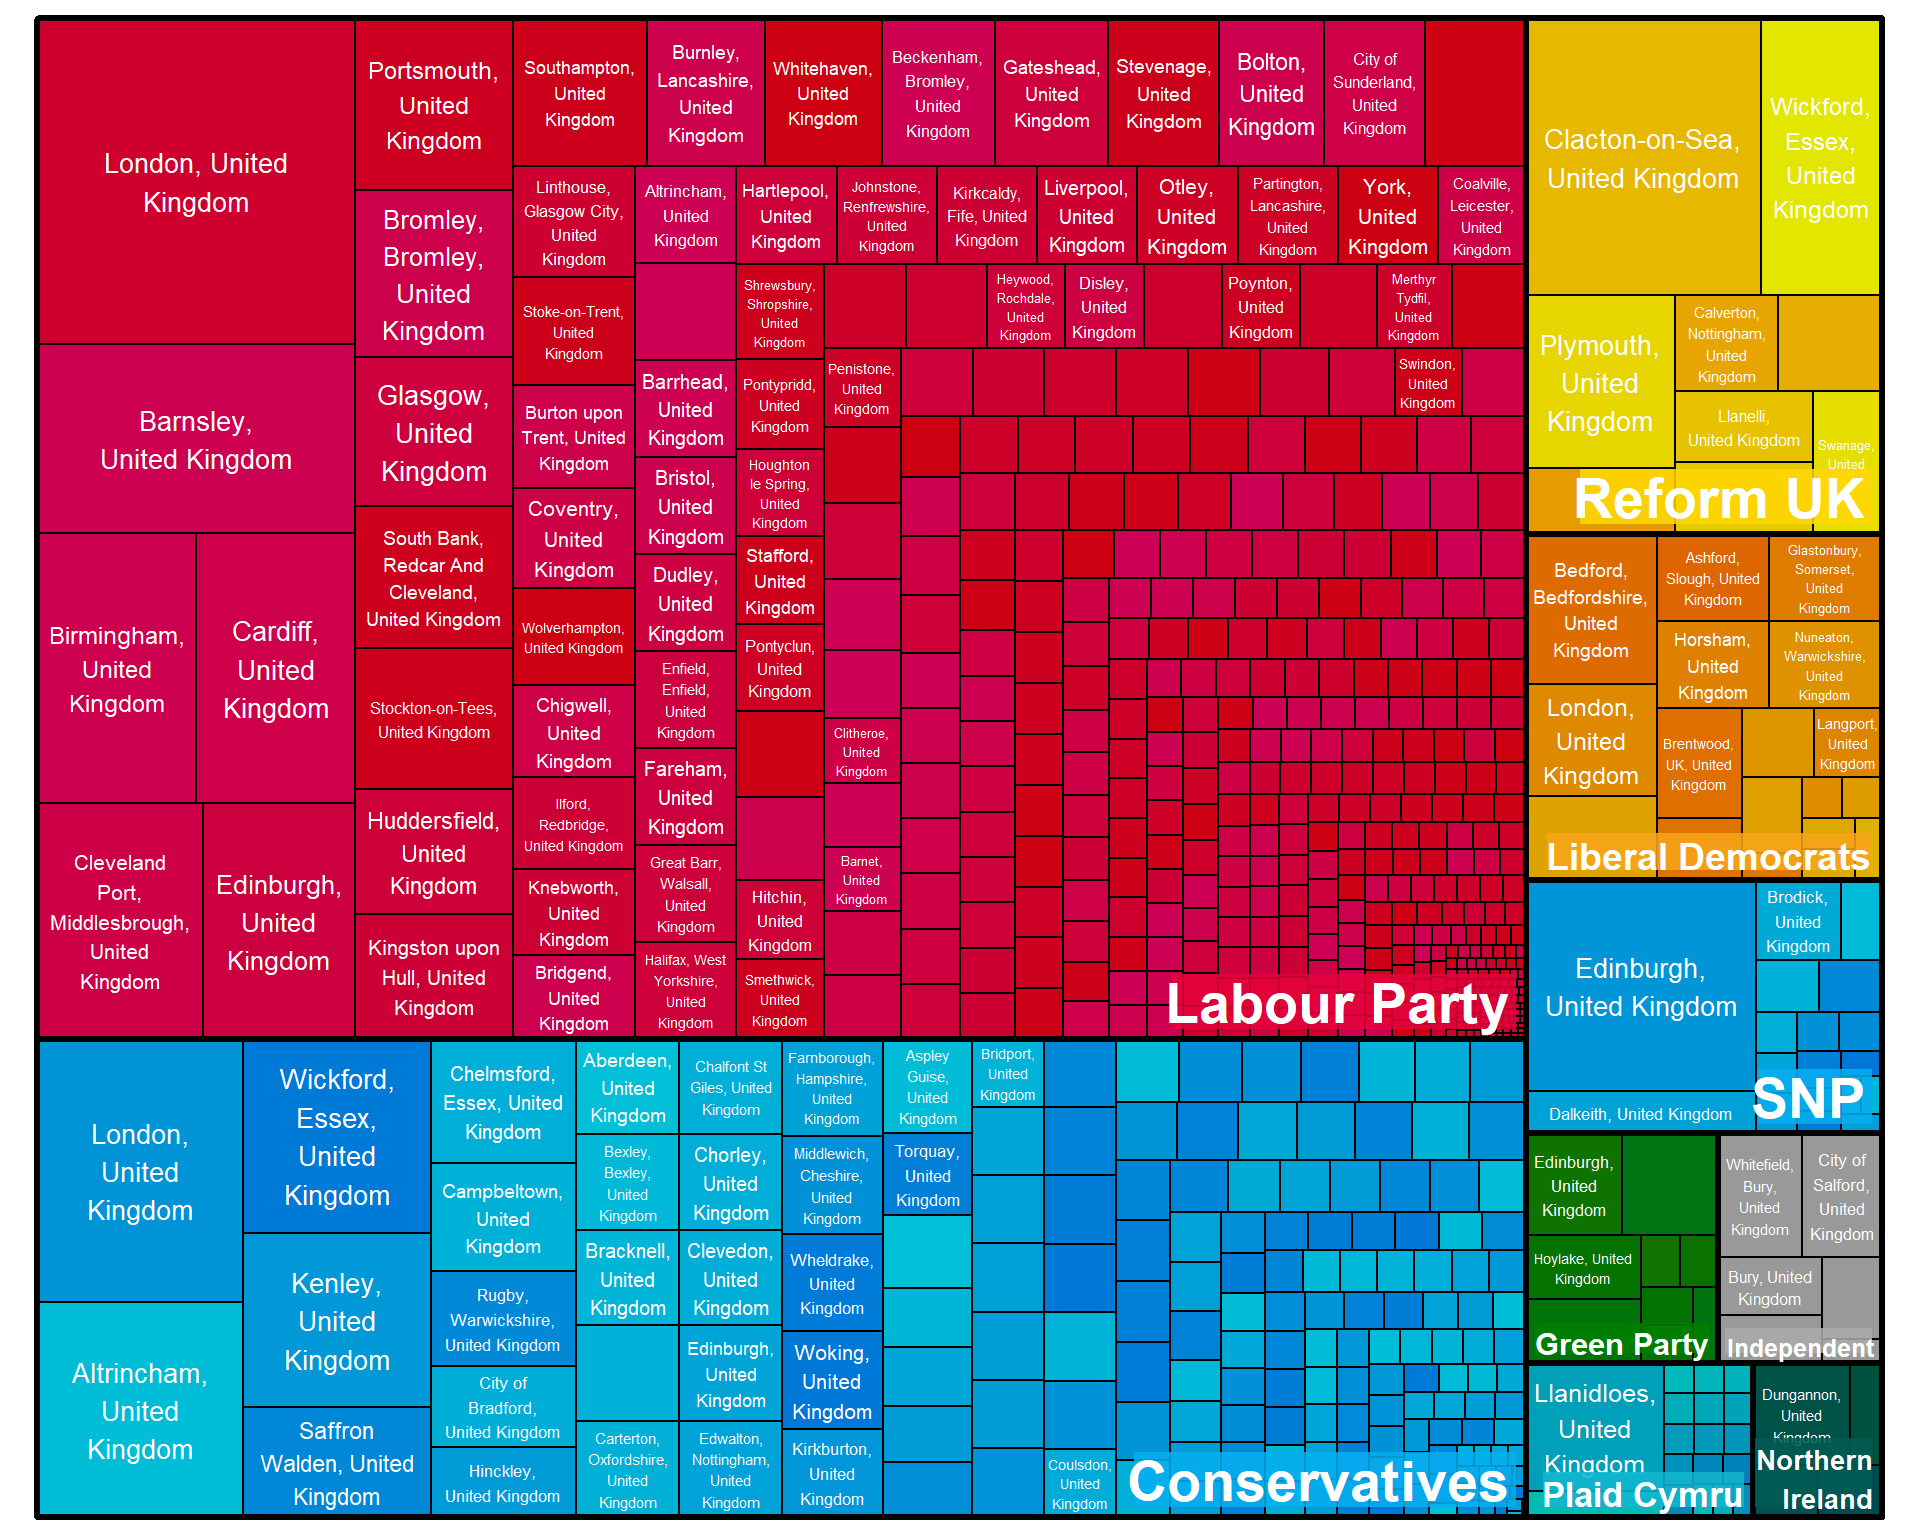 London, United
Kingdom
Barnsley,
United Kingdom
Birmingham,
United
Kingdom
Cardiff,
United
Kingdom
Cleveland
Port,
Middlesbrough,
United
Kingdom
Edinburgh,
United
Kingdom
Portsmouth,
United
Kingdom
Bromley,
Bromley,
United
Kingdom
Glasgow,
United
Kingdom
South Bank,
Redcar And
Cleveland,
United Kingdom
Stockton-on-Tees,
United Kingdom
Huddersfield,
United
Kingdom
Kingston upon
Hull, United
Kingdom
Southampton,
United
Kingdom
Burnley,
Lancashire,
United
Kingdom
Whitehaven,
United
Kingdom
Beckenham,
Bromley,
United
Kingdom
Gateshead,
United
Kingdom
Stevenage,
United
Kingdom
Bolton,
United
Kingdom
City of
Sunderland,
United
Kingdom
Linthouse,
Glasgow City,
United
Kingdom
Stoke-on-Trent,
United
Kingdom
Burton upon
Trent, United
Kingdom
Coventry,
United
Kingdom
Wolverhampton,
United Kingdom
Chigwell,
United
Kingdom
Ilford,
Redbridge,
United Kingdom
Knebworth,
United
Kingdom
Bridgend,
United
Kingdom
Altrincham,
United
Kingdom
Barrhead,
United
Kingdom
Bristol,
United
Kingdom
Dudley,
United
Kingdom
Enfield,
Enfield,
United
Kingdom
Fareham,
United
Kingdom
Great Barr,
Walsall,
United
Kingdom
Halifax, West
Yorkshire,
United
Kingdom
Hartlepool,
United
Kingdom
Johnstone,
Renfrewshire,
United
Kingdom
Kirkcaldy,
Fife, United
Kingdom
Liverpool,
United
Kingdom
Otley,
United
Kingdom
Partington,
Lancashire,
United
Kingdom
York,
United
Kingdom
Coalville,
Leicester,
United
Kingdom
Shrewsbury,
Shropshire,
United
Kingdom
Pontypridd,
United
Kingdom
Houghton
le Spring,
United
Kingdom
Stafford,
United
Kingdom
Pontyclun,
United
Kingdom
Hitchin,
United
Kingdom
Smethwick,
United
Kingdom
Heywood,
Rochdale,
United
Kingdom
Disley,
United
Kingdom
Poynton,
United
Kingdom
Merthyr
Tydfil,
United
Kingdom
Penistone,
United
Kingdom
Swindon,
United
Kingdom
Clitheroe,
United
Kingdom
Barnet,
United
Kingdom
Labour Party
London,
United
Kingdom
Altrincham,
United
Kingdom
Wickford,
Essex,
United
Kingdom
Kenley,
United
Kingdom
Saffron
Walden, United
Kingdom
Chelmsford,
Essex, United
Kingdom
Campbeltown,
United
Kingdom
Rugby,
Warwickshire,
United Kingdom
City of
Bradford,
United Kingdom
Hinckley,
United Kingdom
Aberdeen,
United
Kingdom
Bexley,
Bexley,
United
Kingdom
Bracknell,
United
Kingdom
Carterton,
Oxfordshire,
United
Kingdom
Chalfont St
Giles, United
Kingdom
Chorley,
United
Kingdom
Clevedon,
United
Kingdom
Edinburgh,
United
Kingdom
Edwalton,
Nottingham,
United
Kingdom
Farnborough,
Hampshire,
United
Kingdom
Middlewich,
Cheshire,
United
Kingdom
Wheldrake,
United
Kingdom
Woking,
United
Kingdom
Kirkburton,
United
Kingdom
Aspley
Guise,
United
Kingdom
Torquay,
United
Kingdom
Bridport,
United
Kingdom
Coulsdon,
United
Kingdom
Conservatives
Clacton-on-Sea,
United Kingdom
Wickford,
Essex,
United
Kingdom
Plymouth,
United
Kingdom
Calverton,
Nottingham,
United
Kingdom
Llanelli,
United Kingdom
Swanage,
United
Reform UK
Bedford,
Bedfordshire,
United
Kingdom
London,
United
Kingdom
Ashford,
Slough, United
Kingdom
Glastonbury,
Somerset,
United
Kingdom
Horsham,
United
Kingdom
Nuneaton,
Warwickshire,
United
Kingdom
Brentwood,
UK, United
Kingdom
Langport,
United
Kingdom
Liberal Democrats
Edinburgh,
United Kingdom
Brodick,
United
Kingdom
Dalkeith, United Kingdom
SNP
Edinburgh,
United
Kingdom
Hoylake, United
Kingdom
Green Party
Whitefield,
Bury,
United
Kingdom
City of
Salford,
United
Kingdom
Bury, United
Kingdom
Independent
Llanidloes,
United
Kingdom
Plaid Cymru
Dungannon,
United
Kingdom
Northern
Ireland